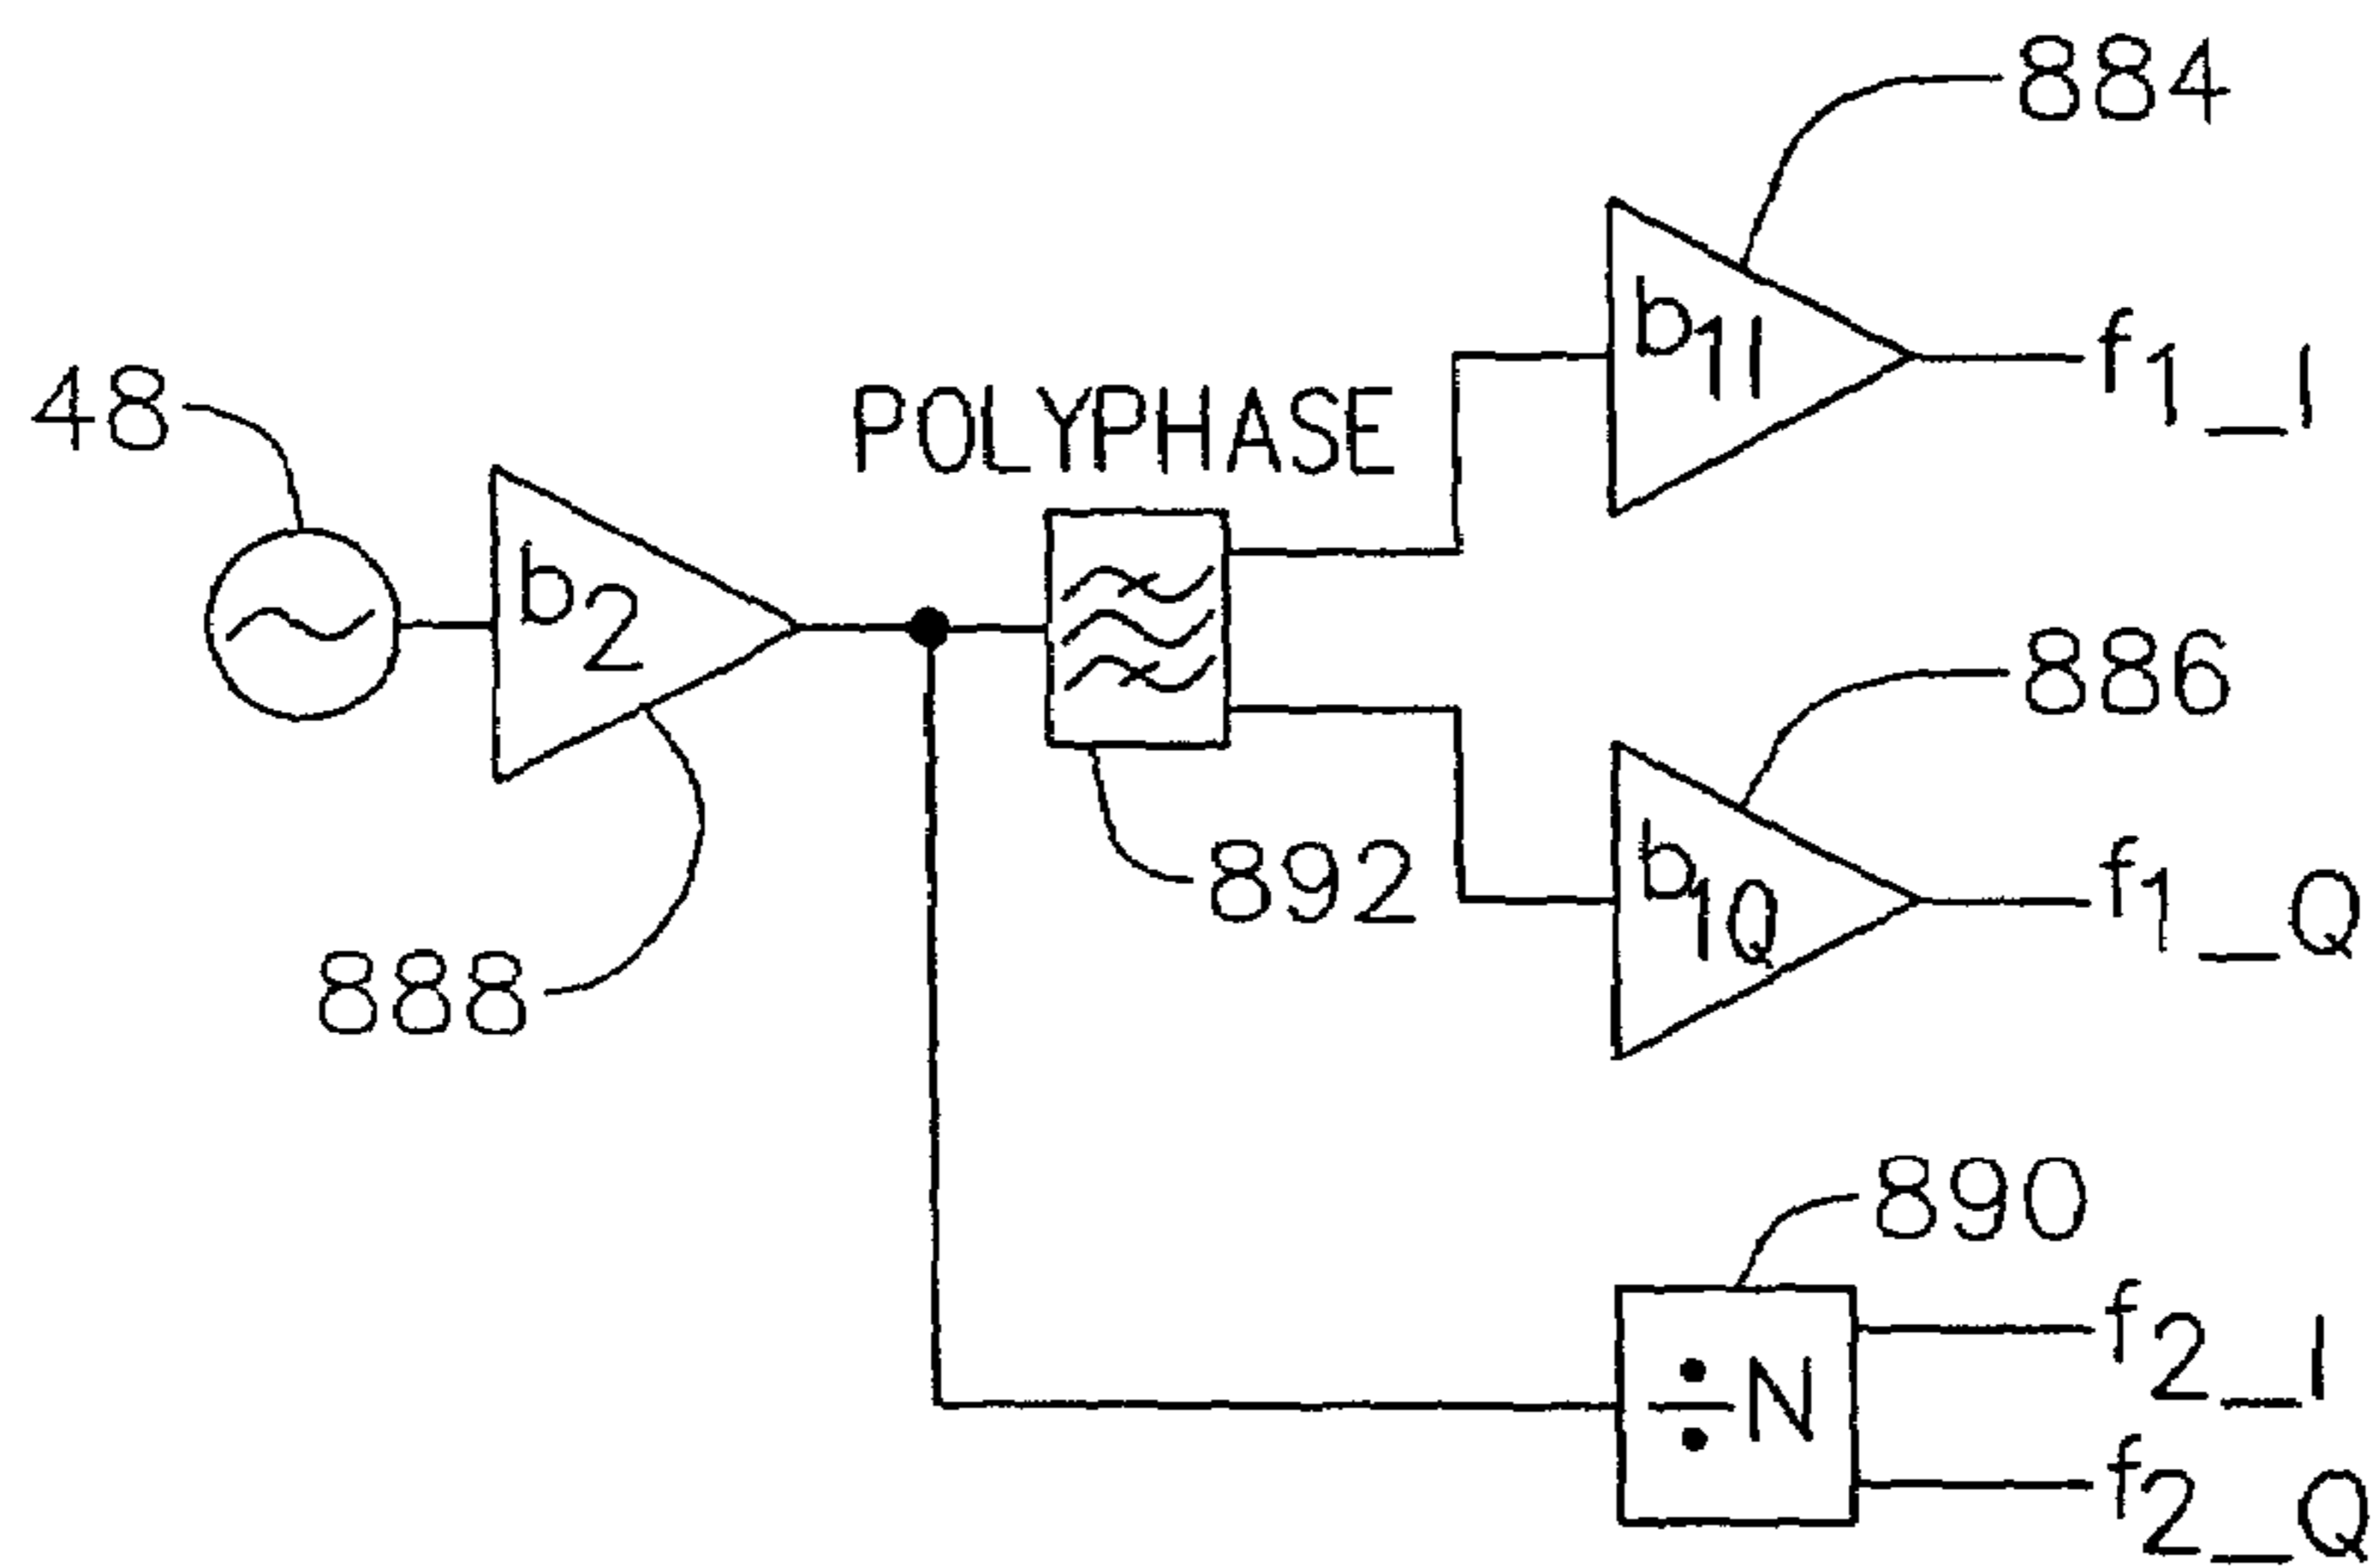 884
b1I
f1_I
48
POLYPHASE
b2
886
892
b1Q
f1_Q
888
890
÷N
f2_I
f2_Q